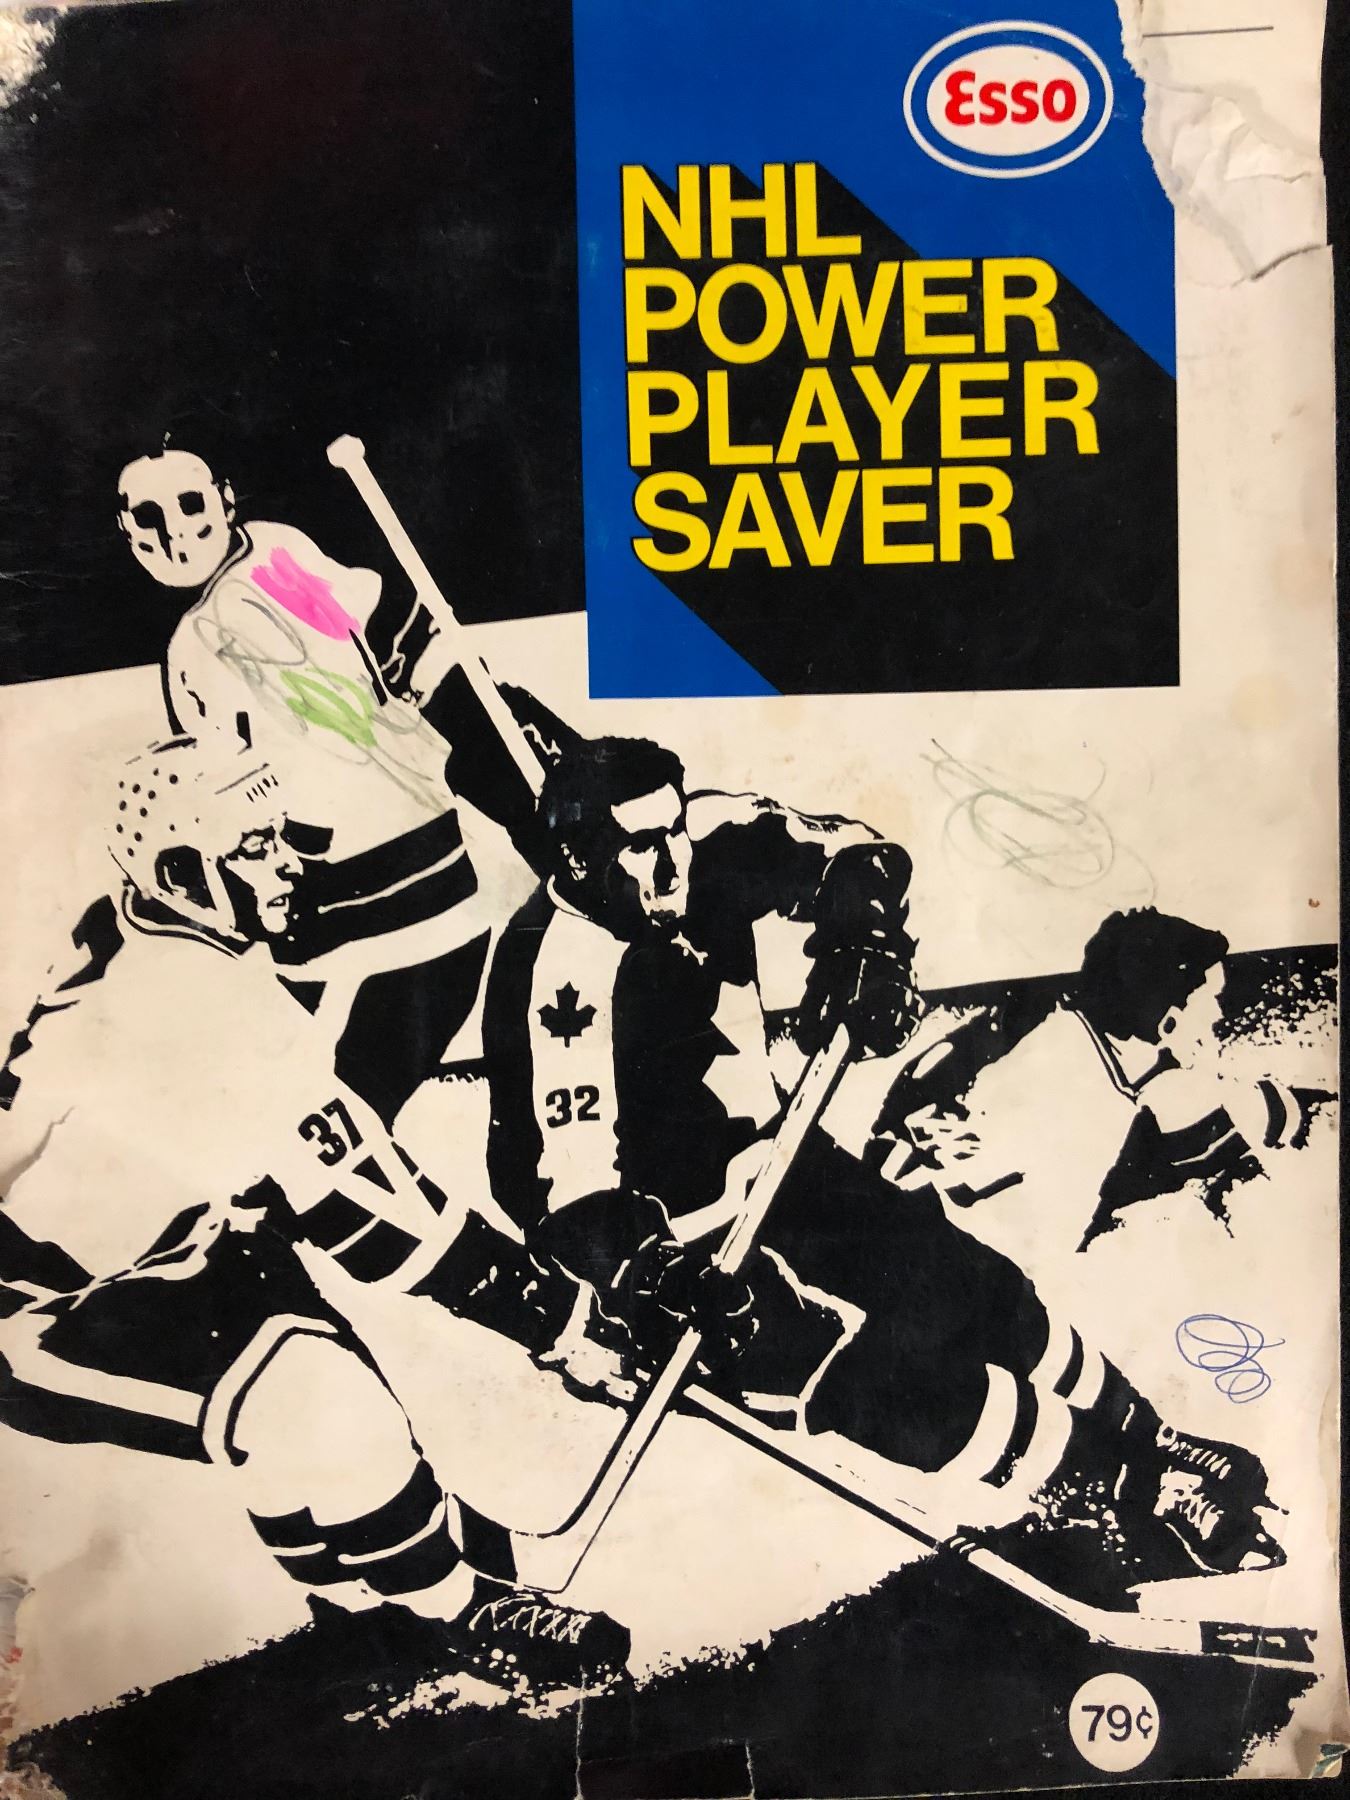 Esso
NHL
POWER
PLAYER
SAVER
32
37
79¢